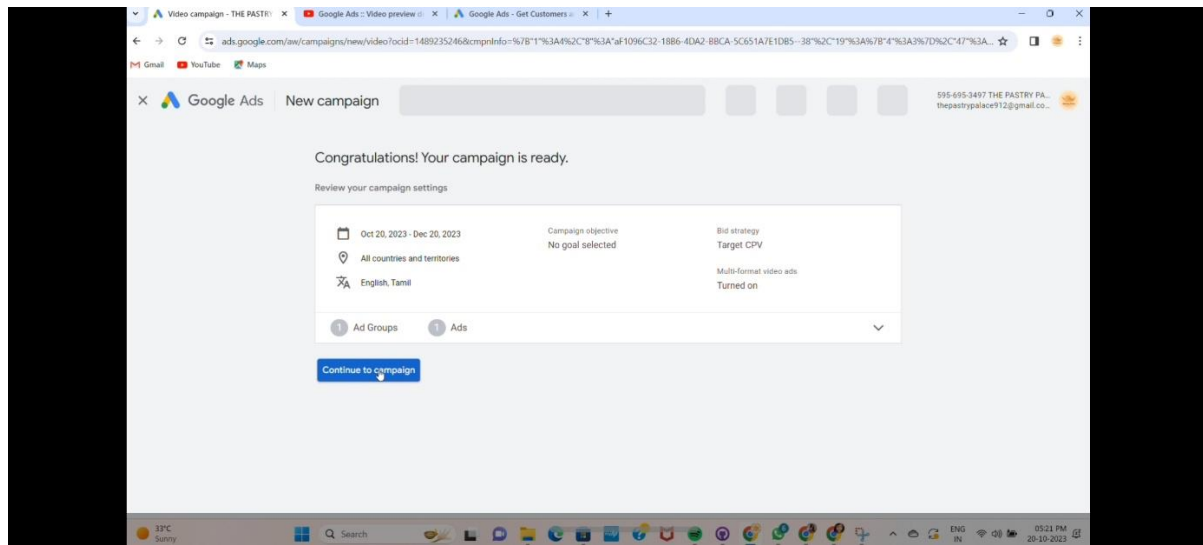 Video campaign - THE PASTRY
Google Ads :: Video preview d
Google Ads - Get Customers a
ads.google.com/aw/campaigns/new/video?ocid=1489235246&cmpnInfo=%7B"1"%3A4%2C"8"%3A"aF1096C32-18B6-4DA2-BBCA-5C651A7E1DB5--38"%2C"19"%3A%7B"4"%3A3%7D%2C"47"%3A...
Gmail YouTube Maps
Google Ads New campaign
595-695-3497 THE PASTRY PA...
thepastrypalace912@gmail.co...
Congratulations! Your campaign is ready.
Review your campaign settings
Oct 20, 2023 - Dec 20, 2023
All countries and territories
English, Tamil
Campaign objective
No goal selected
Bid strategy
Target CPV
Multi-format video ads
Turned on
1 Ad Groups 1 Ads
Continue to campaign
33°C
Sunny
Search
ENG
IN
05:21 PM
20-10-2023